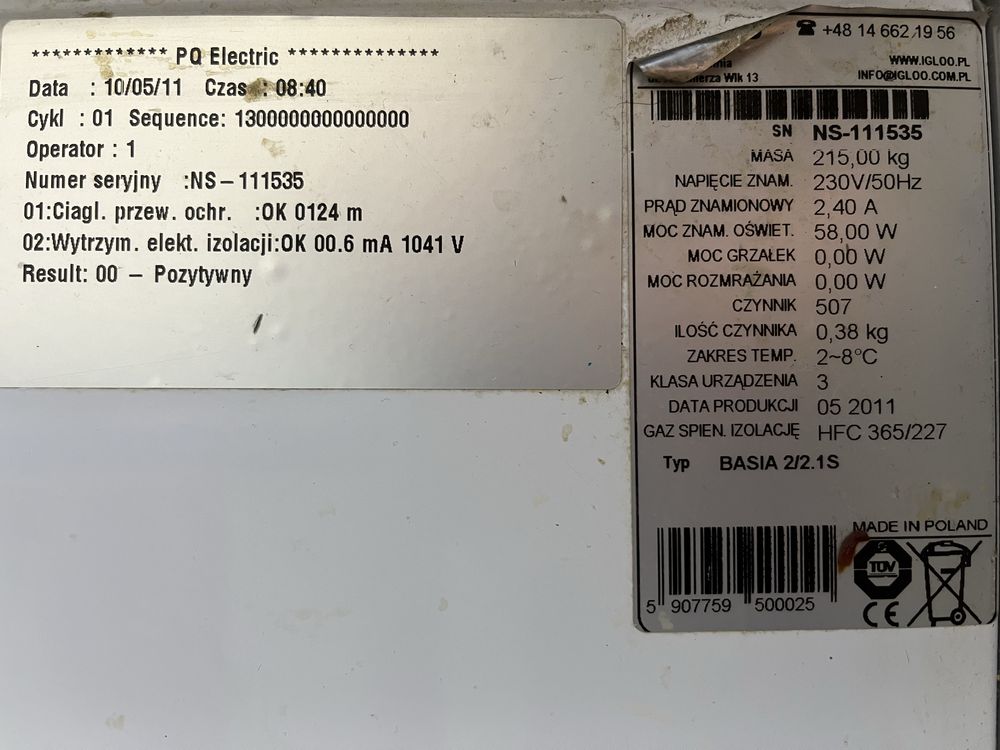 ************* PQ Electric **************
Data : 10/05/11 Czas : 08:40
Cykl : 01 Sequence: 1300000000000000
Operator : 1
Numer seryjny :NS-111535
01:Ciagl. przew. ochr. :OK 0124 m
02:Wytrzym. elekt. izolacji:OK 00.6 mA 1041 V
Result: 00 - Pozytywny
+48 14 662 19 56
WWW.IGLOO.PL
Wlk 13 INFO@IGLOO.COM.PL
SN NS-111535
MASA 215,00 kg
NAPIĘCIE ZNAM. 230V/50Hz
PRĄD ZNAMIONOWY 2,40 A
MOC ZNAM. OŚWIET. 58,00 W
MOC GRZAŁEK 0,00 W
MOC ROZMRAŻANIA 0,00 W
CZYNNIK 507
ILOŚĆ CZYNNIKA 0,38 kg
ZAKRES TEMP. 2~8°C
KLASA URZĄDZENIA 3
DATA PRODUKCJI 05 2011
GAZ SPIEN. IZOLACJĘ HFC 365/227
Typ BASIA 2/2.1S
MADE IN POLAND
TÜV
5 907759 500025
CE